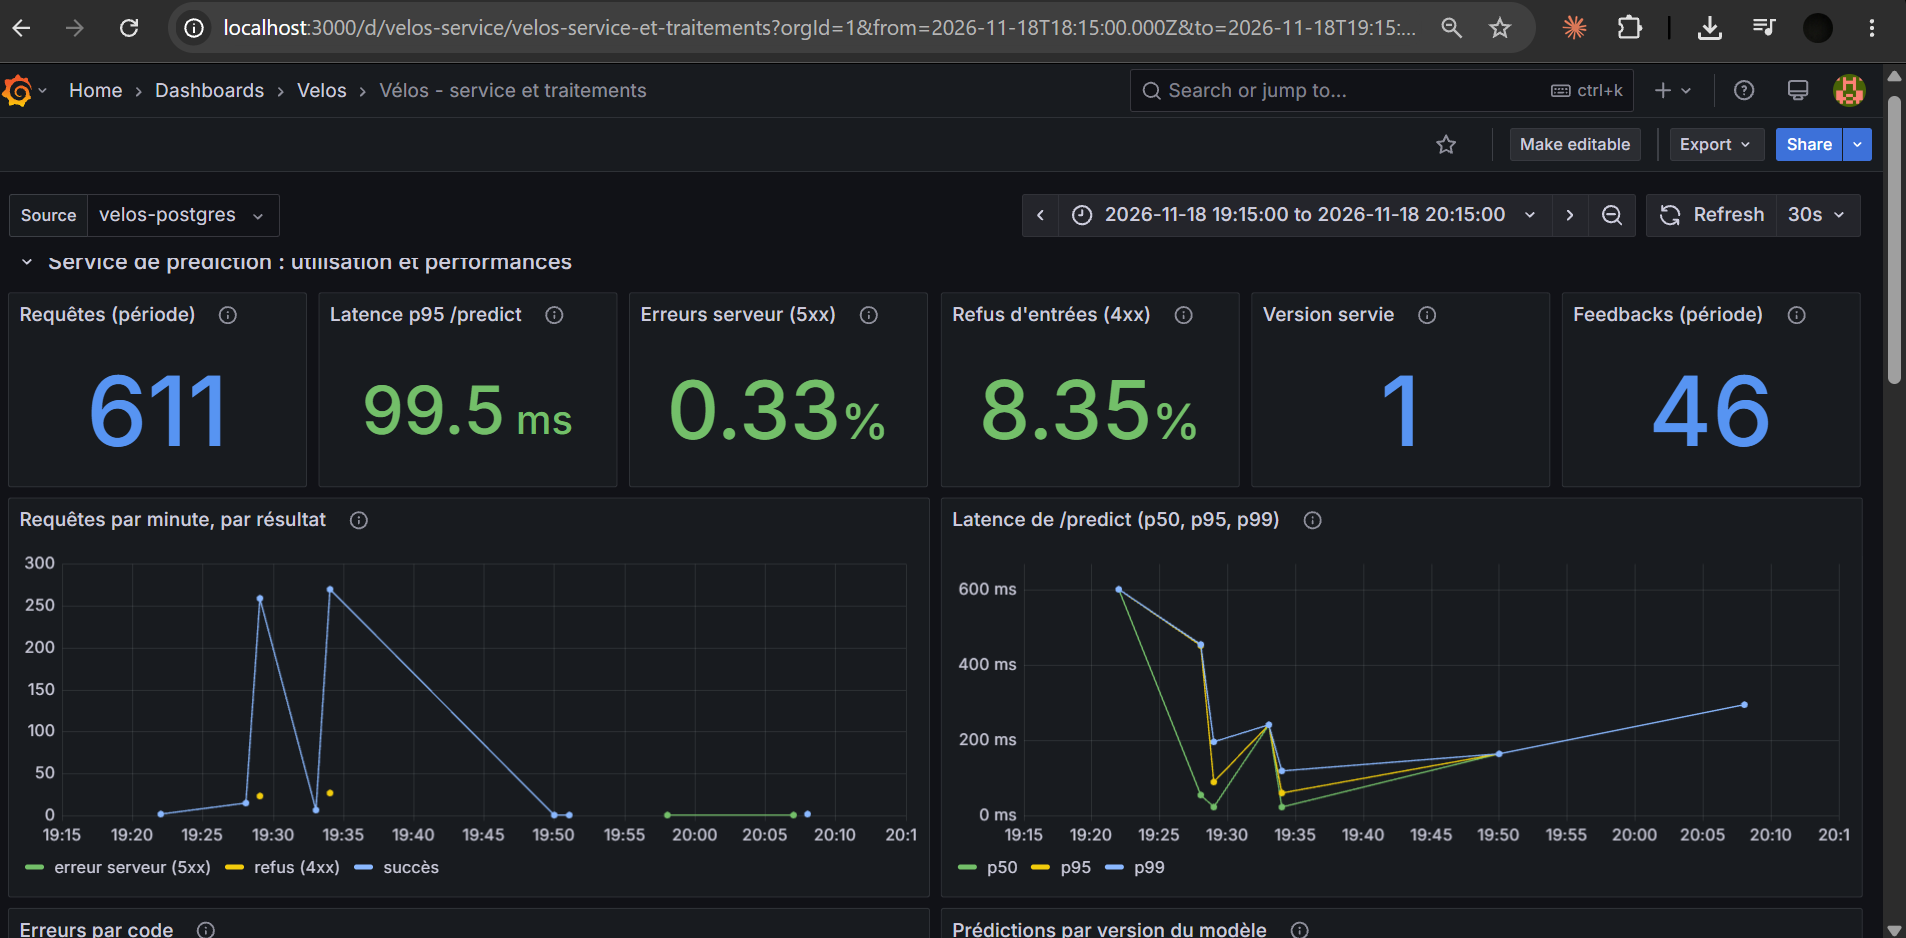 localhost:3000/d/velos-service/velos-service-et-traitements?orgId=1&from=2026-11-18T18:15:00.000Z&to=2026-11-18T19:15:...
Home > Dashboards > Velos > Vélos - service et traitements
Search or jump to... ctrl+k
Make editable Export Share
Source velos-postgres
2026-11-18 19:15:00 to 2026-11-18 20:15:00 Refresh 30s
Service de prédiction : utilisation et performances
Requêtes (période)
611
Latence p95 /predict
99.5 ms
Erreurs serveur (5xx)
0.33%
Refus d'entrées (4xx)
8.35%
Version servie
1
Feedbacks (période)
46
Requêtes par minute, par résultat
300
250
200
150
100
50
0
19:15 19:20 19:25 19:30 19:35 19:40 19:45 19:50 19:55 20:00 20:05 20:10 20:1
erreur serveur (5xx) refus (4xx) succès
Latence de /predict (p50, p95, p99)
600 ms
400 ms
200 ms
0 ms
19:15 19:20 19:25 19:30 19:35 19:40 19:45 19:50 19:55 20:00 20:05 20:10 20:1
p50 p95 p99
Erreurs par code
Prédictions par version du modèle